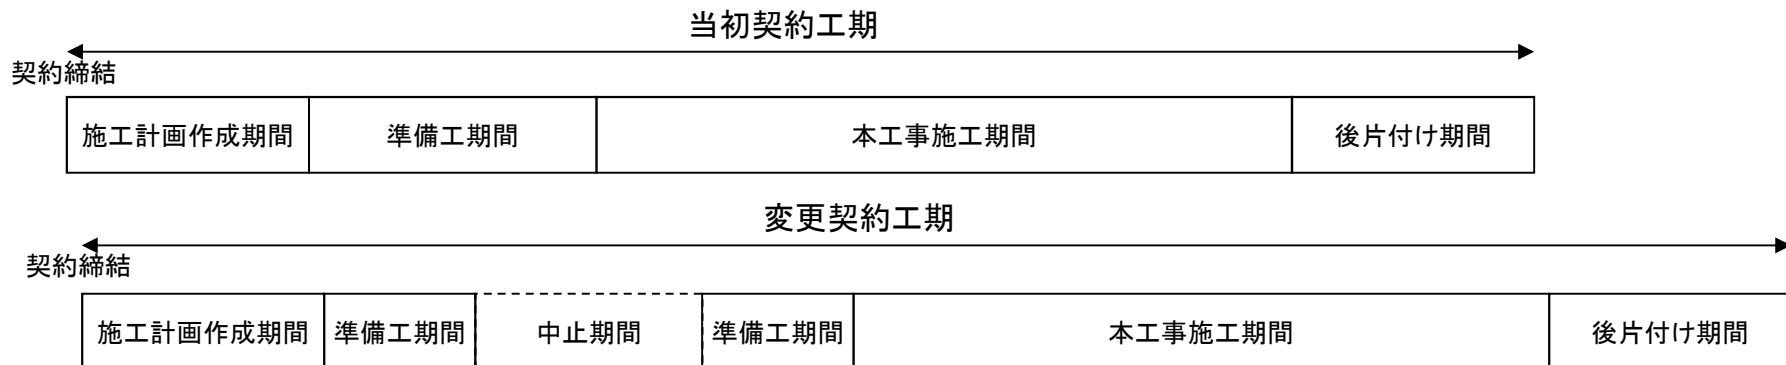 当初契約工期
契約締結
施工計画作成期間 準備工期間 本工事施工期間 後片付け期間
変更契約工期
契約締結
施工計画作成期間 準備工期間 中止期間 準備工期間 本工事施工期間 後片付け期間